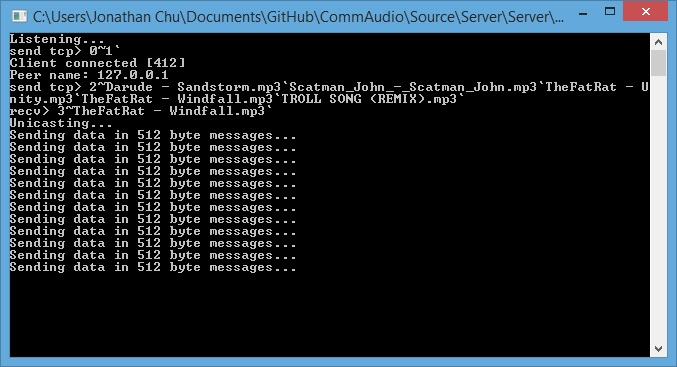 C:\Users\Jonathan Chu\Documents\GitHub\CommAudio\Source\Server\Server\...
Listening...
send tcp> 0~1`
Client connected [412]
Peer name: 127.0.0.1
send tcp> 2~Darude - Sandstorm.mp3`Scatman_John_-_Scatman_John.mp3`TheFatRat - U
nity.mp3`TheFatRat - Windfall.mp3`TROLL SONG (REMIX).mp3`
recv> 3~TheFatRat - Windfall.mp3`
Unicasting...
Sending data in 512 byte messages...
Sending data in 512 byte messages...
Sending data in 512 byte messages...
Sending data in 512 byte messages...
Sending data in 512 byte messages...
Sending data in 512 byte messages...
Sending data in 512 byte messages...
Sending data in 512 byte messages...
Sending data in 512 byte messages...
Sending data in 512 byte messages...
Sending data in 512 byte messages...
Sending data in 512 byte messages...